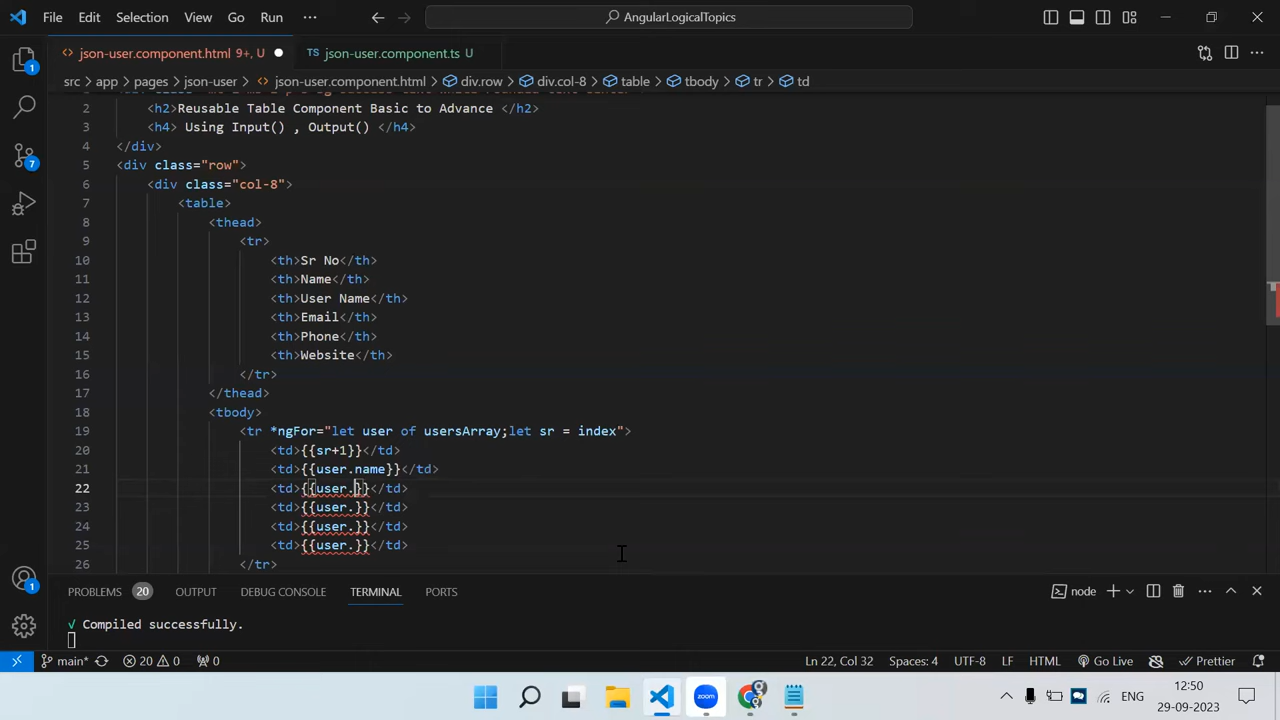 File Edit Selection View Go Run ··· AngularLogicalTopics
json-user.component.html 9+, U json-user.component.ts U
src > app > pages > json-user > json-user.component.html > div.row > div.col-8 > table > tbody > tr > td
2 <h2>Reusable Table Component Basic to Advance </h2>
3 <h4> Using Input() , Output() </h4>
4 </div>
5 <div class="row">
6 <div class="col-8">
7 <table>
8 <thead>
9 <tr>
10 <th>Sr No</th>
11 <th>Name</th>
12 <th>User Name</th>
13 <th>Email</th>
14 <th>Phone</th>
15 <th>Website</th>
16 </tr>
17 </thead>
18 <tbody>
19 <tr *ngFor="let user of usersArray;let sr = index">
20 <td>{{sr+1}}</td>
21 <td>{{user.name}}</td>
22 <td>{{user.}}</td>
23 <td>{{user.}}</td>
24 <td>{{user.}}</td>
25 <td>{{user.}}</td>
26 </tr>
1
7
1
PROBLEMS 20 OUTPUT DEBUG CONSOLE TERMINAL PORTS node
✓ Compiled successfully.
main* 20 0 0 Ln 22, Col 32 Spaces: 4 UTF-8 LF HTML Go Live Prettier
zoom
ENG
12:50
29-09-2023